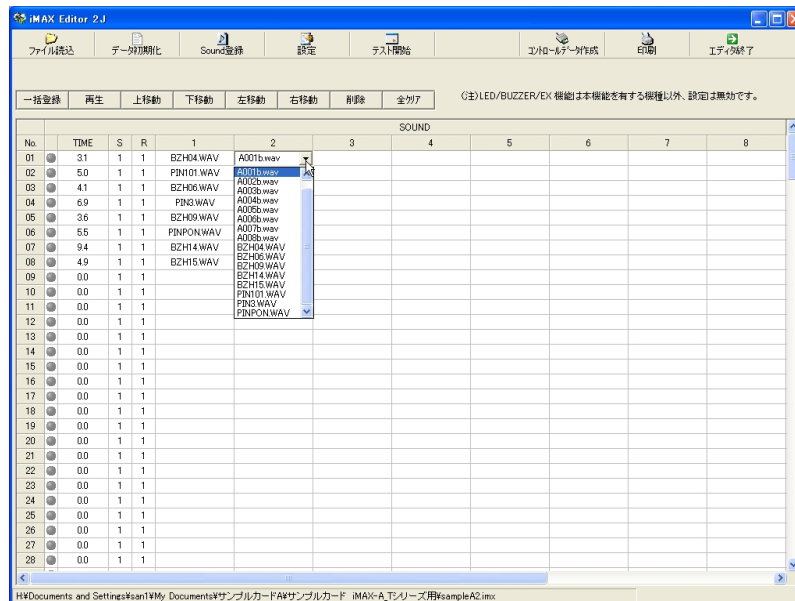 iMAX Editor 2J
ファイル読込 データ初期化 Sound登録 設定 テスト開始 コントロールデータ作成 印刷 エディタ終了
一括登録 再生 上移動 下移動 左移動 右移動 削除 全クリア (注)LED/BUZZER/EX 機能は本機能を有する機種以外、設定は無効です。
SOUND
No. TIME S R 1 2 3 4 5 6 7 8
01 3.1 1 1 BZH04.WAV A001b.wav
02 5.0 1 1 PIN101.WAV
03 4.1 1 1 BZH06.WAV
04 6.9 1 1 PIN3.WAV
05 3.6 1 1 BZH09.WAV
06 5.5 1 1 PINPON.WAV
07 9.4 1 1 BZH14.WAV
08 4.9 1 1 BZH15.WAV
09 0.0 1 1
10 0.0 1 1
11 0.0 1 1
12 0.0 1 1
13 0.0 1 1
14 0.0 1 1
15 0.0 1 1
16 0.0 1 1
17 0.0 1 1
18 0.0 1 1
19 0.0 1 1
20 0.0 1 1
21 0.0 1 1
22 0.0 1 1
23 0.0 1 1
24 0.0 1 1
25 0.0 1 1
26 0.0 1 1
27 0.0 1 1
28 0.0 1 1
A001b.wav
A002b.wav
A003b.wav
A004b.wav
A005b.wav
A006b.wav
A007b.wav
A008b.wav
BZH04.WAV
BZH06.WAV
BZH09.WAV
BZH14.WAV
BZH15.WAV
PIN101.WAV
PIN3.WAV
PINPON.WAV
H:¥Documents and Settings¥san1¥My Documents¥サンプルカードA¥サンプルカード iMAX-A_Tシリーズ用¥sampleA2.imx